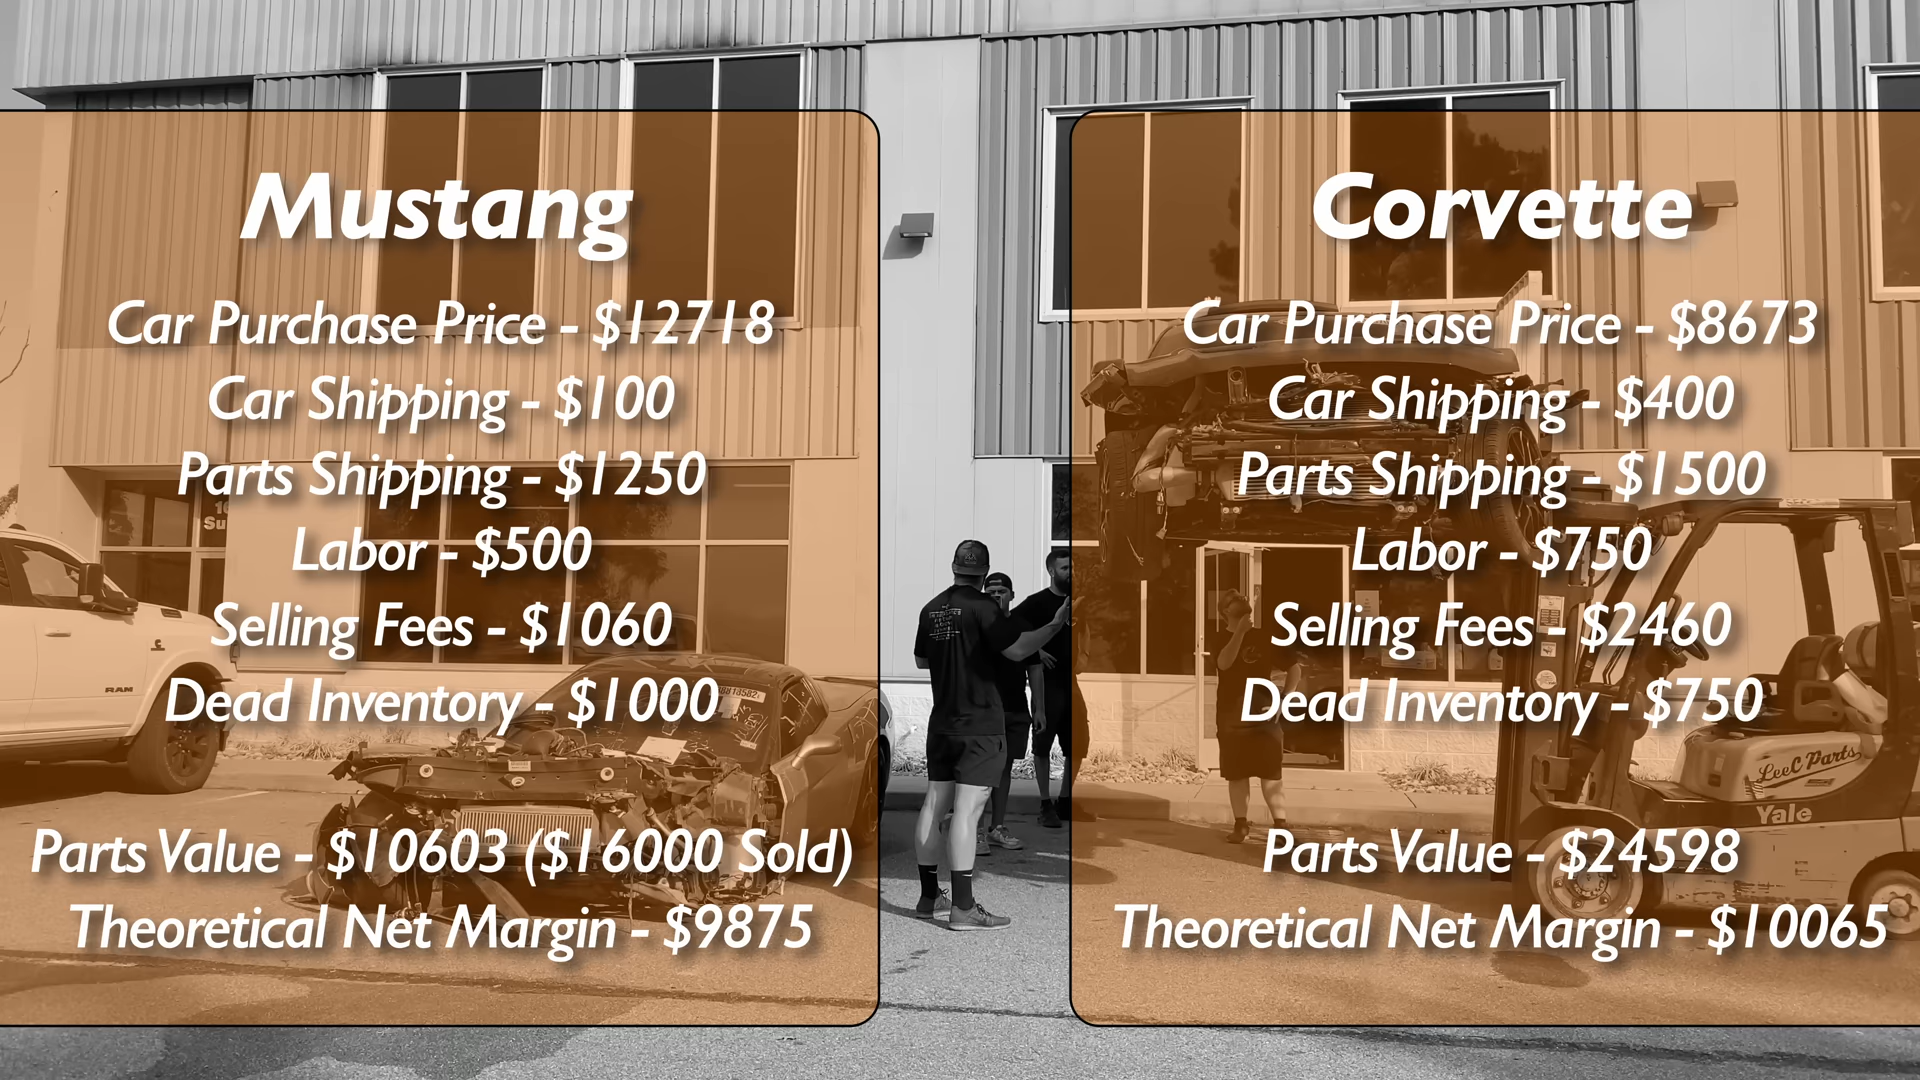 Mustang
Car Purchase Price - $12718
Car Shipping - $100
Parts Shipping - $1250
Labor - $500
Selling Fees - $1060
Dead Inventory - $1000
Parts Value - $10603 ($16000 Sold)
Theoretical Net Margin - $9875
Corvette
Car Purchase Price - $8673
Car Shipping - $400
Parts Shipping - $1500
Labor - $750
Selling Fees - $2460
Dead Inventory - $750
Parts Value - $24598
Theoretical Net Margin - $10065
RAM
LeeC Parts
Yale